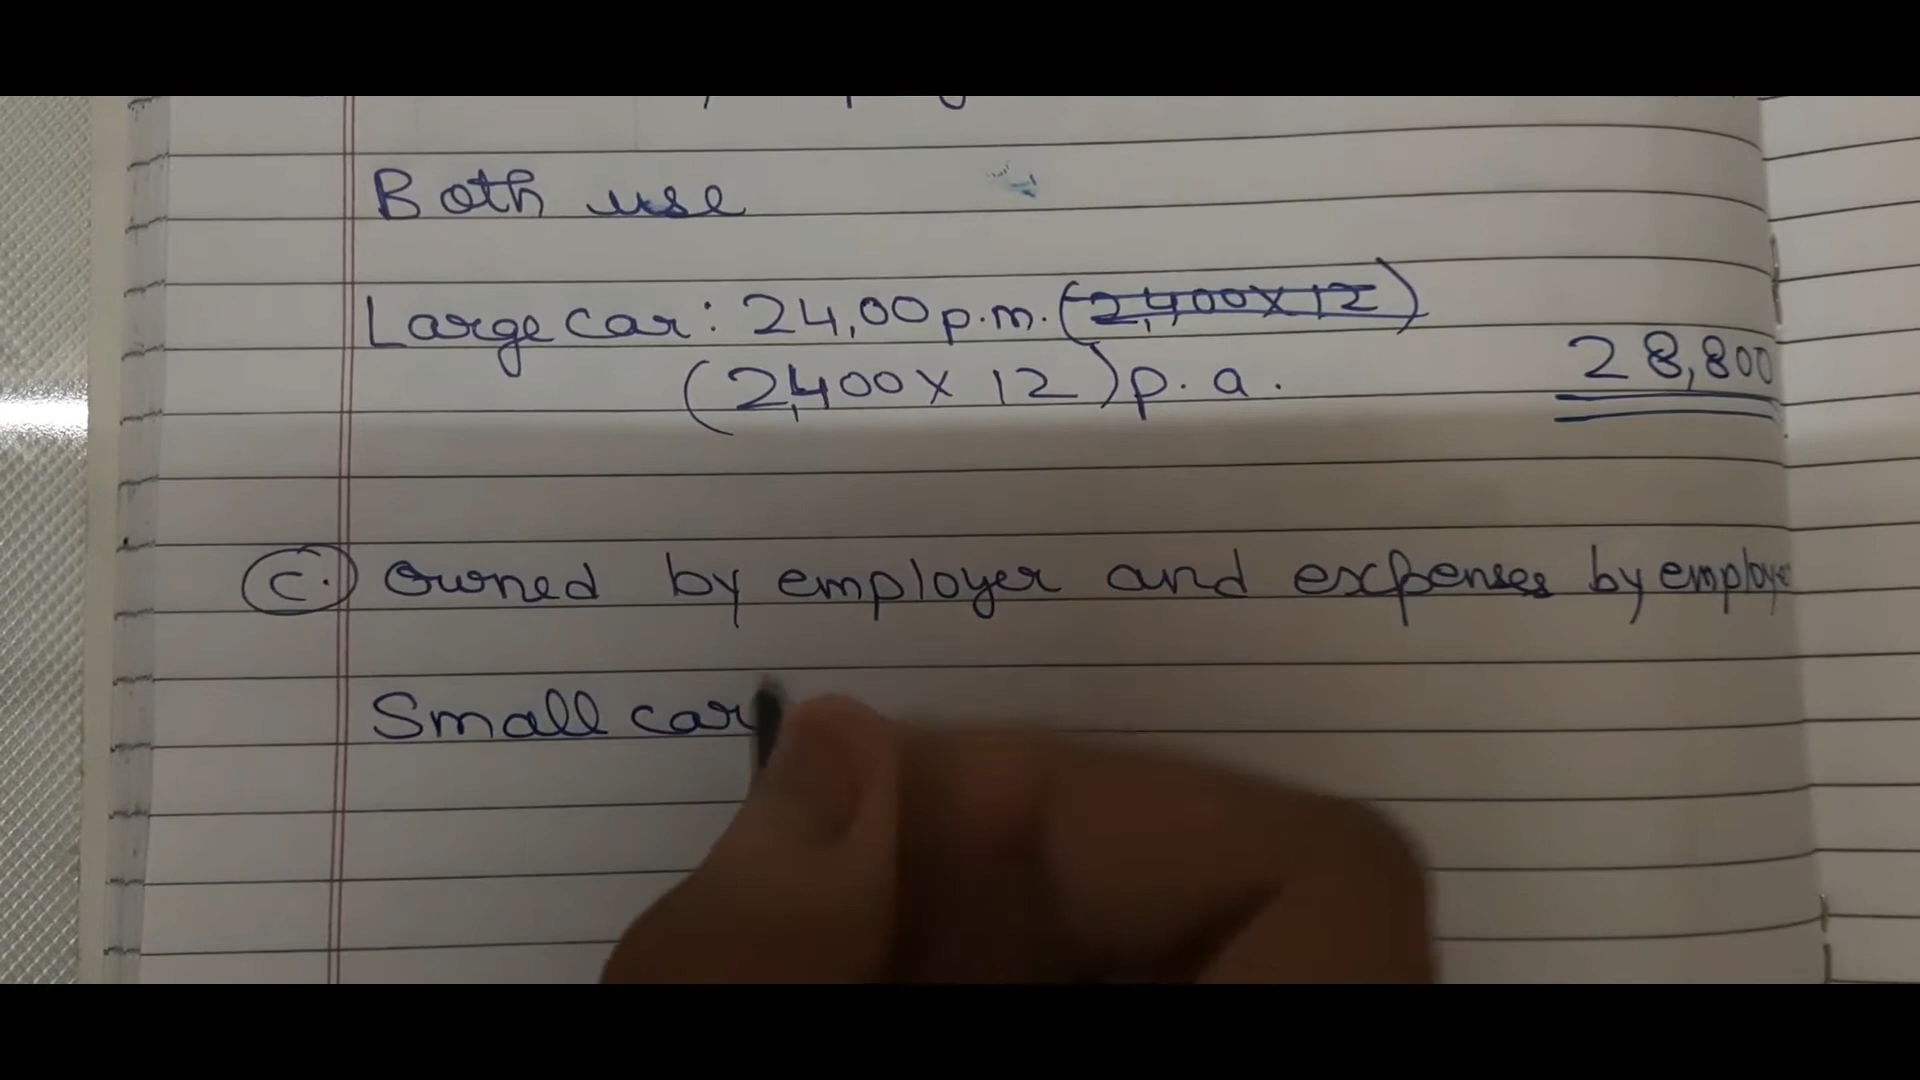 Both use
Large car: 24,00 p.m. (2,400 x 12)
(2,400 x 12) p.a. 28,800
C. Owned by employer and expenses by employe
Small car